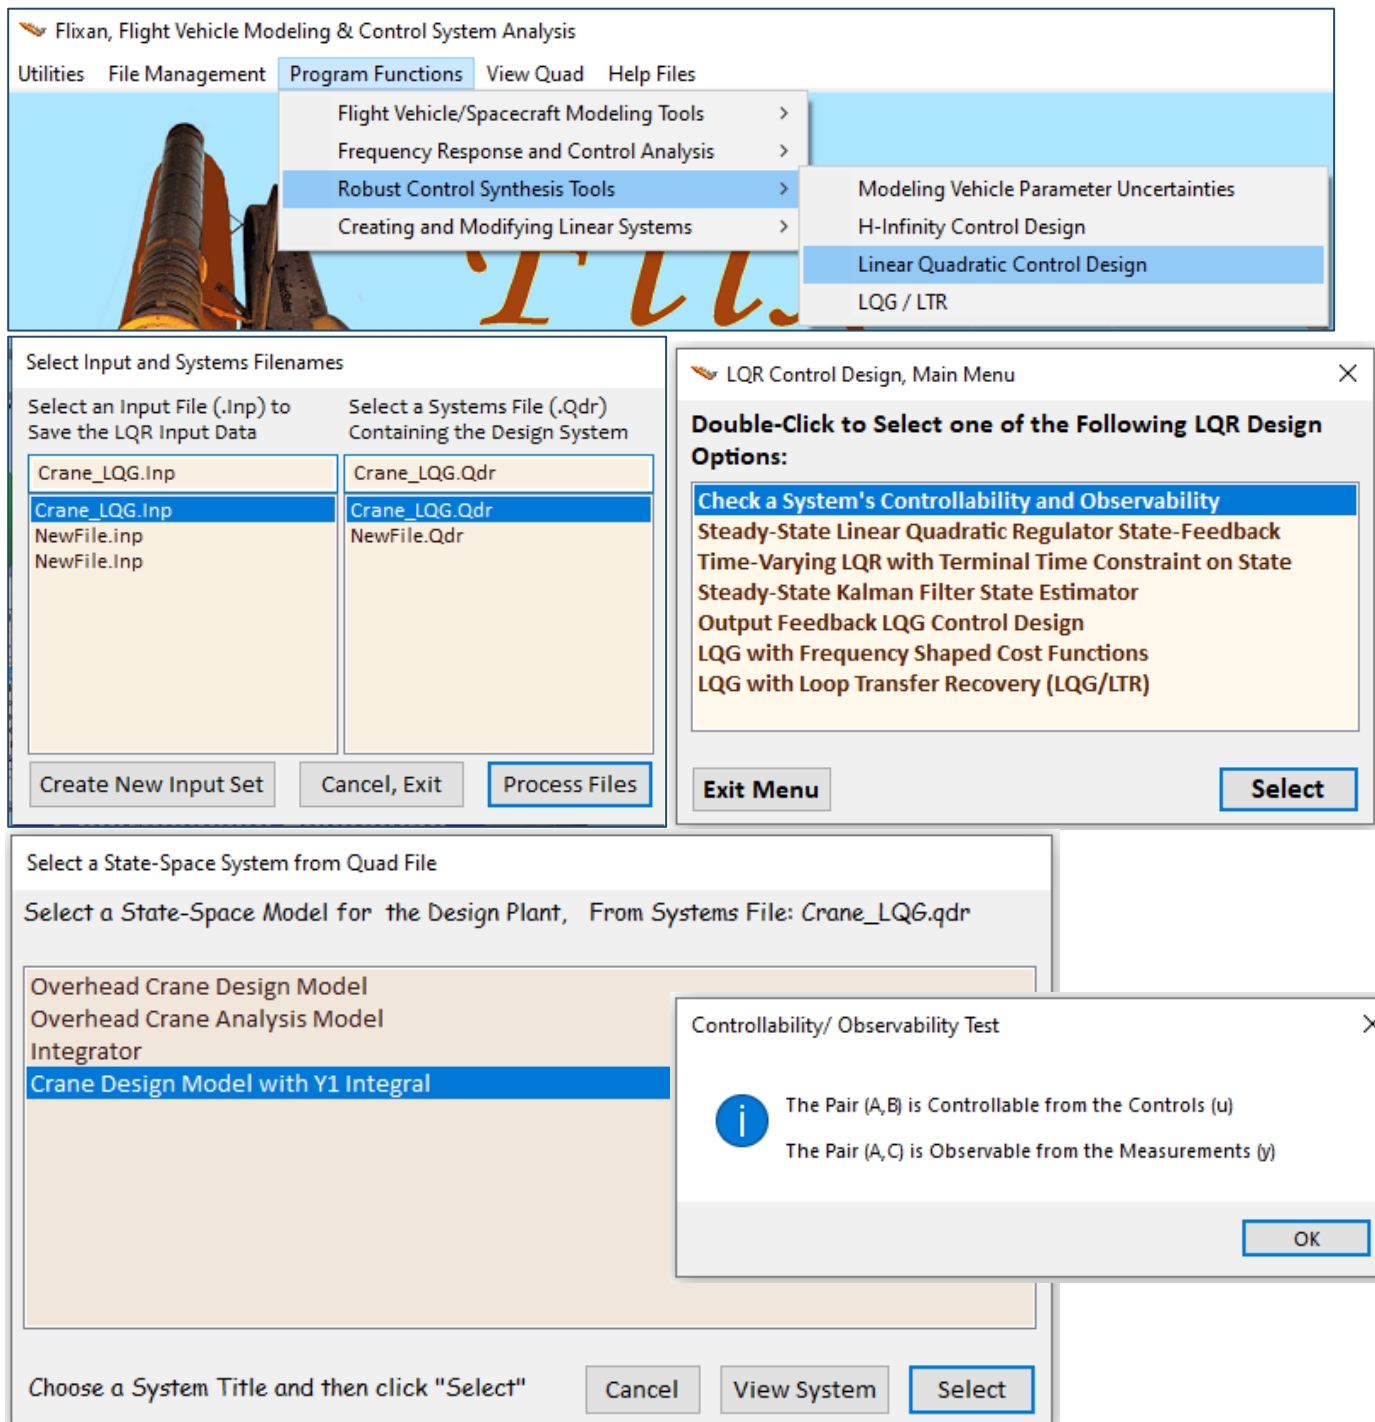 Flixan, Flight Vehicle Modeling & Control System Analysis
Utilities File Management Program Functions View Quad Help Files
Flight Vehicle/Spacecraft Modeling Tools >
Frequency Response and Control Analysis >
Robust Control Synthesis Tools >
Creating and Modifying Linear Systems >
Modeling Vehicle Parameter Uncertainties
H-Infinity Control Design
Linear Quadratic Control Design
LQG / LTR
Select Input and Systems Filenames
Select an Input File (.Inp) to
Save the LQR Input Data
Select a Systems File (.Qdr)
Containing the Design System
Crane_LQG.Inp
Crane_LQG.Qdr
Crane_LQG.Inp
NewFile.inp
NewFile.Inp
Crane_LQG.Qdr
NewFile.Qdr
Create New Input Set
Cancel, Exit
Process Files
LQR Control Design, Main Menu
Double-Click to Select one of the Following LQR Design
Options:
Check a System's Controllability and Observability
Steady-State Linear Quadratic Regulator State-Feedback
Time-Varying LQR with Terminal Time Constraint on State
Steady-State Kalman Filter State Estimator
Output Feedback LQG Control Design
LQG with Frequency Shaped Cost Functions
LQG with Loop Transfer Recovery (LQG/LTR)
Exit Menu
Select
Select a State-Space System from Quad File
Select a State-Space Model for the Design Plant, From Systems File: Crane_LQG.qdr
Overhead Crane Design Model
Overhead Crane Analysis Model
Integrator
Crane Design Model with Y1 Integral
Controllability/ Observability Test
The Pair (A,B) is Controllable from the Controls (u)
The Pair (A,C) is Observable from the Measurements (y)
OK
Choose a System Title and then click "Select"
Cancel
View System
Select